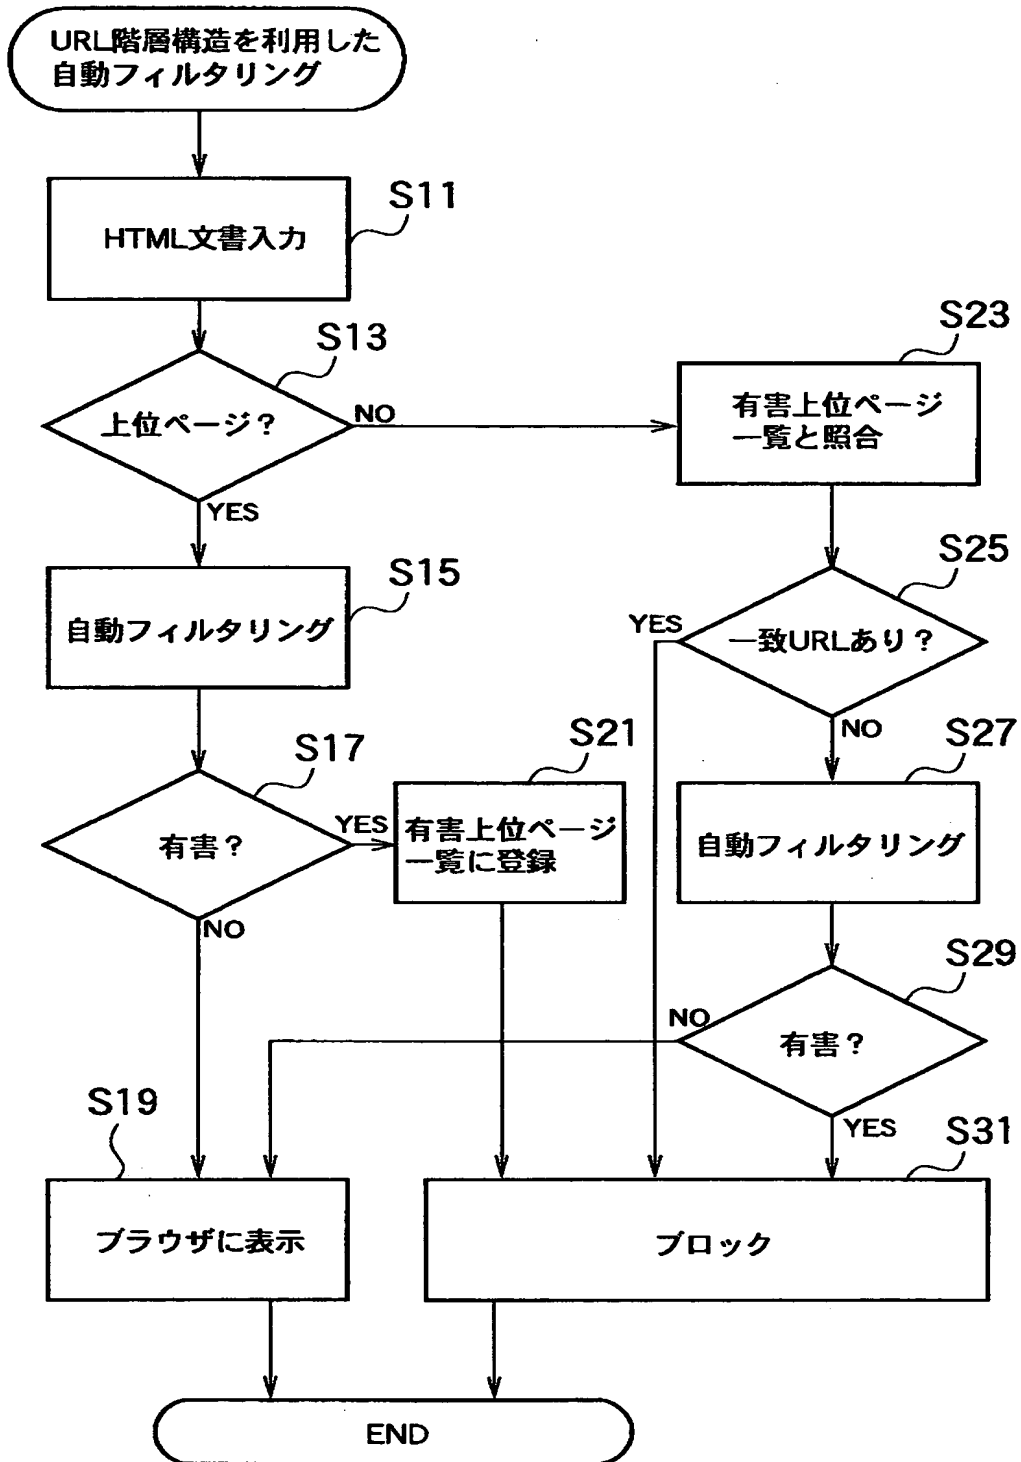 URL階層構造を利用した
自動フィルタリング
S11
HTML文書入力
S13
上位ページ？
NO
YES
S23
有害上位ページ
一覧と照合
S15
自動フィルタリング
S25
YES
一致URLあり？
NO
S17
有害？
YES
NO
S21
有害上位ページ
一覧に登録
S27
自動フィルタリング
S29
NO
有害？
YES
S19
ブラウザに表示
S31
ブロック
END